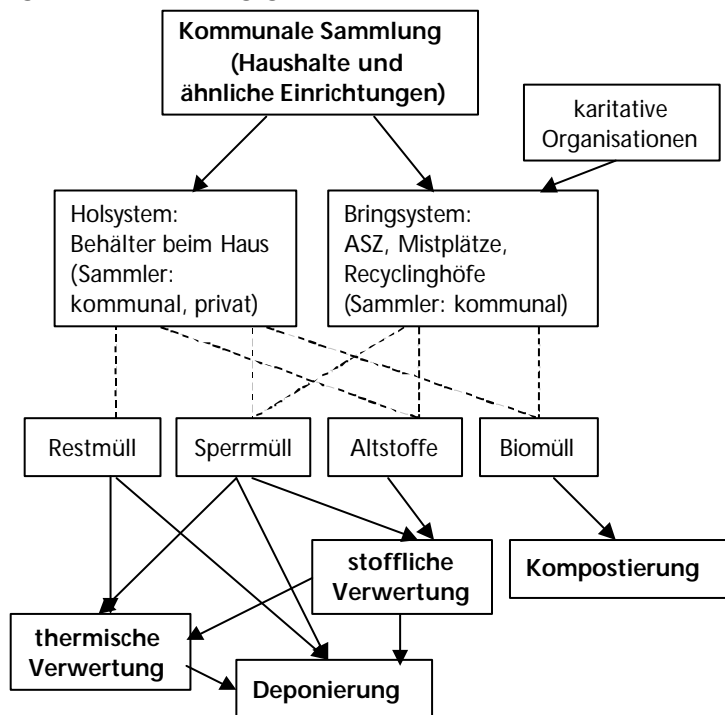 Kommunale Sammlung
(Haushalte und
ähnliche Einrichtungen)
karitative
Organisationen
Holsystem:
Behälter beim Haus
(Sammler:
kommunal, privat)
Bringsystem:
ASZ, Mistplätze,
Recyclinghöfe
(Sammler: kommunal)
Restmüll
Sperrmüll
Altstoffe
Biomüll
stoffliche
Verwertung
Kompostierung
thermische
Verwertung
Deponierung